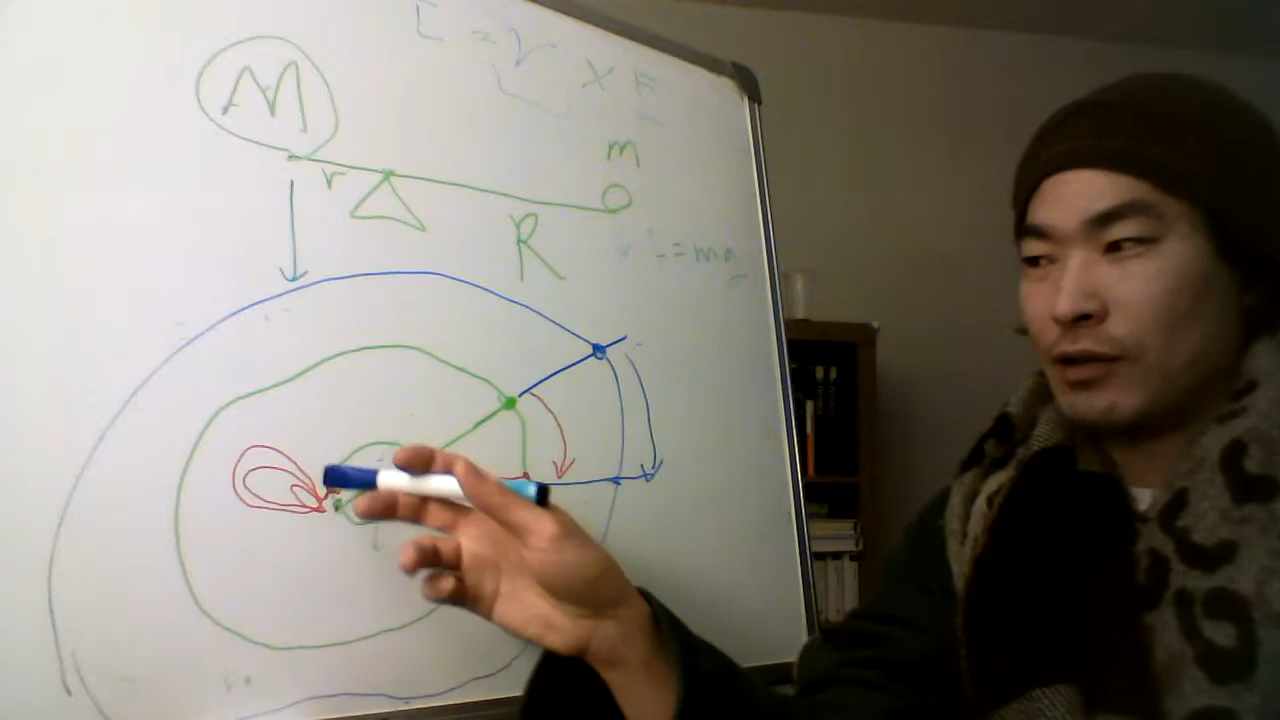 = r x F
M
m
r
R
= ma